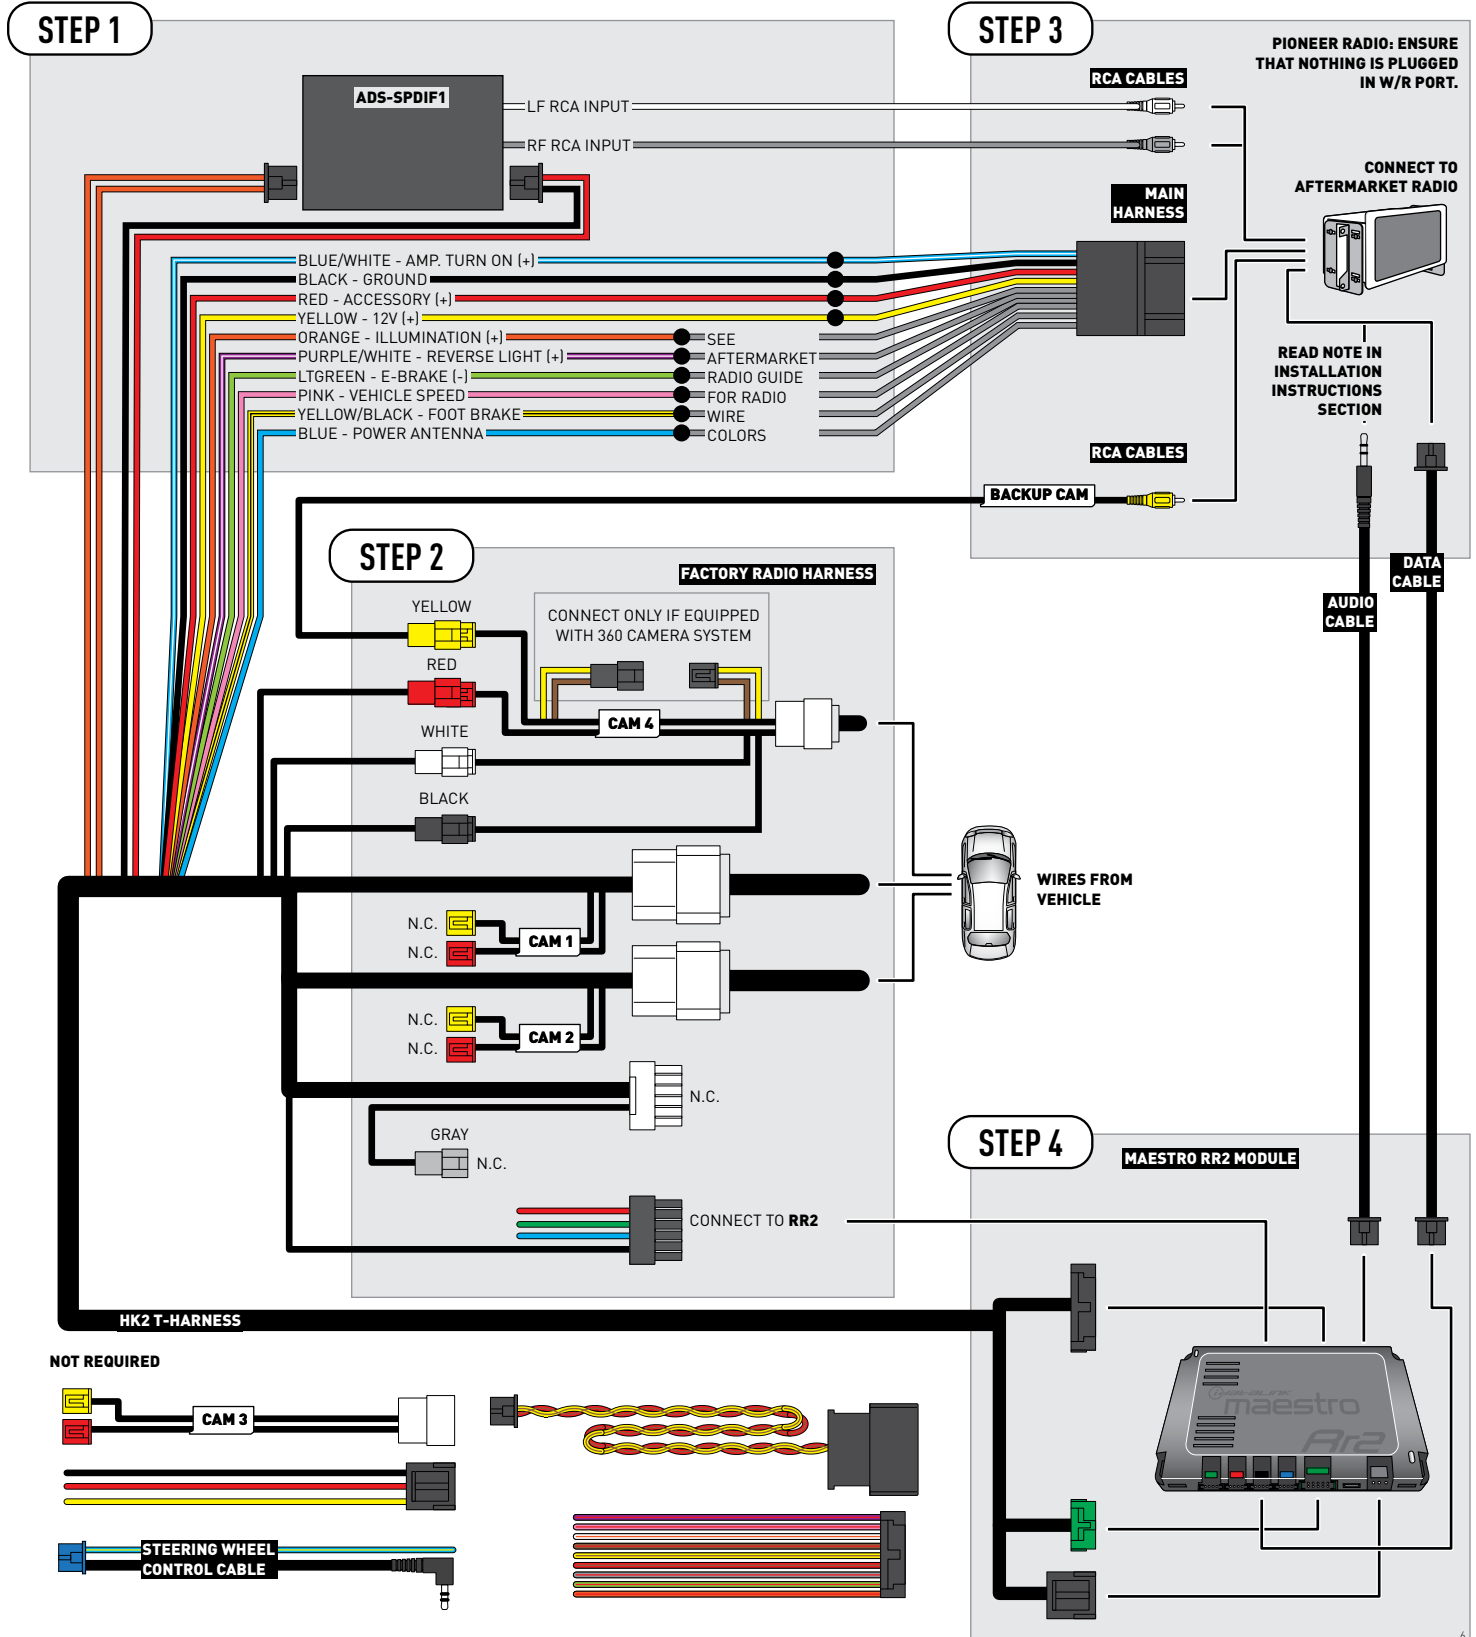 STEP 1
ADS-SPDIF1
LF RCA INPUT
RF RCA INPUT
BLUE/WHITE - AMP. TURN ON (+)
BLACK - GROUND
RED - ACCESSORY (+)
YELLOW - 12V (+)
ORANGE - ILLUMINATION (+)
PURPLE/WHITE - REVERSE LIGHT (+)
LTGREEN - E-BRAKE (-)
PINK - VEHICLE SPEED
YELLOW/BLACK - FOOT BRAKE
BLUE - POWER ANTENNA
SEE
AFTERMARKET
RADIO GUIDE
FOR RADIO
WIRE
COLORS
STEP 3
PIONEER RADIO: ENSURE
THAT NOTHING IS PLUGGED
IN W/R PORT.
RCA CABLES
CONNECT TO
AFTERMARKET RADIO
MAIN
HARNESS
READ NOTE IN
INSTALLATION
INSTRUCTIONS
SECTION
RCA CABLES
BACKUP CAM
DATA
CABLE
AUDIO
CABLE
STEP 2
FACTORY RADIO HARNESS
YELLOW
CONNECT ONLY IF EQUIPPED
WITH 360 CAMERA SYSTEM
RED
CAM 4
WHITE
BLACK
WIRES FROM
VEHICLE
N.C.
N.C.
CAM 1
N.C.
N.C.
CAM 2
N.C.
GRAY
N.C.
CONNECT TO RR2
STEP 4
MAESTRO RR2 MODULE
HK2 T-HARNESS
NOT REQUIRED
CAM 3
STEERING WHEEL
CONTROL CABLE
maestro
Rr2
6